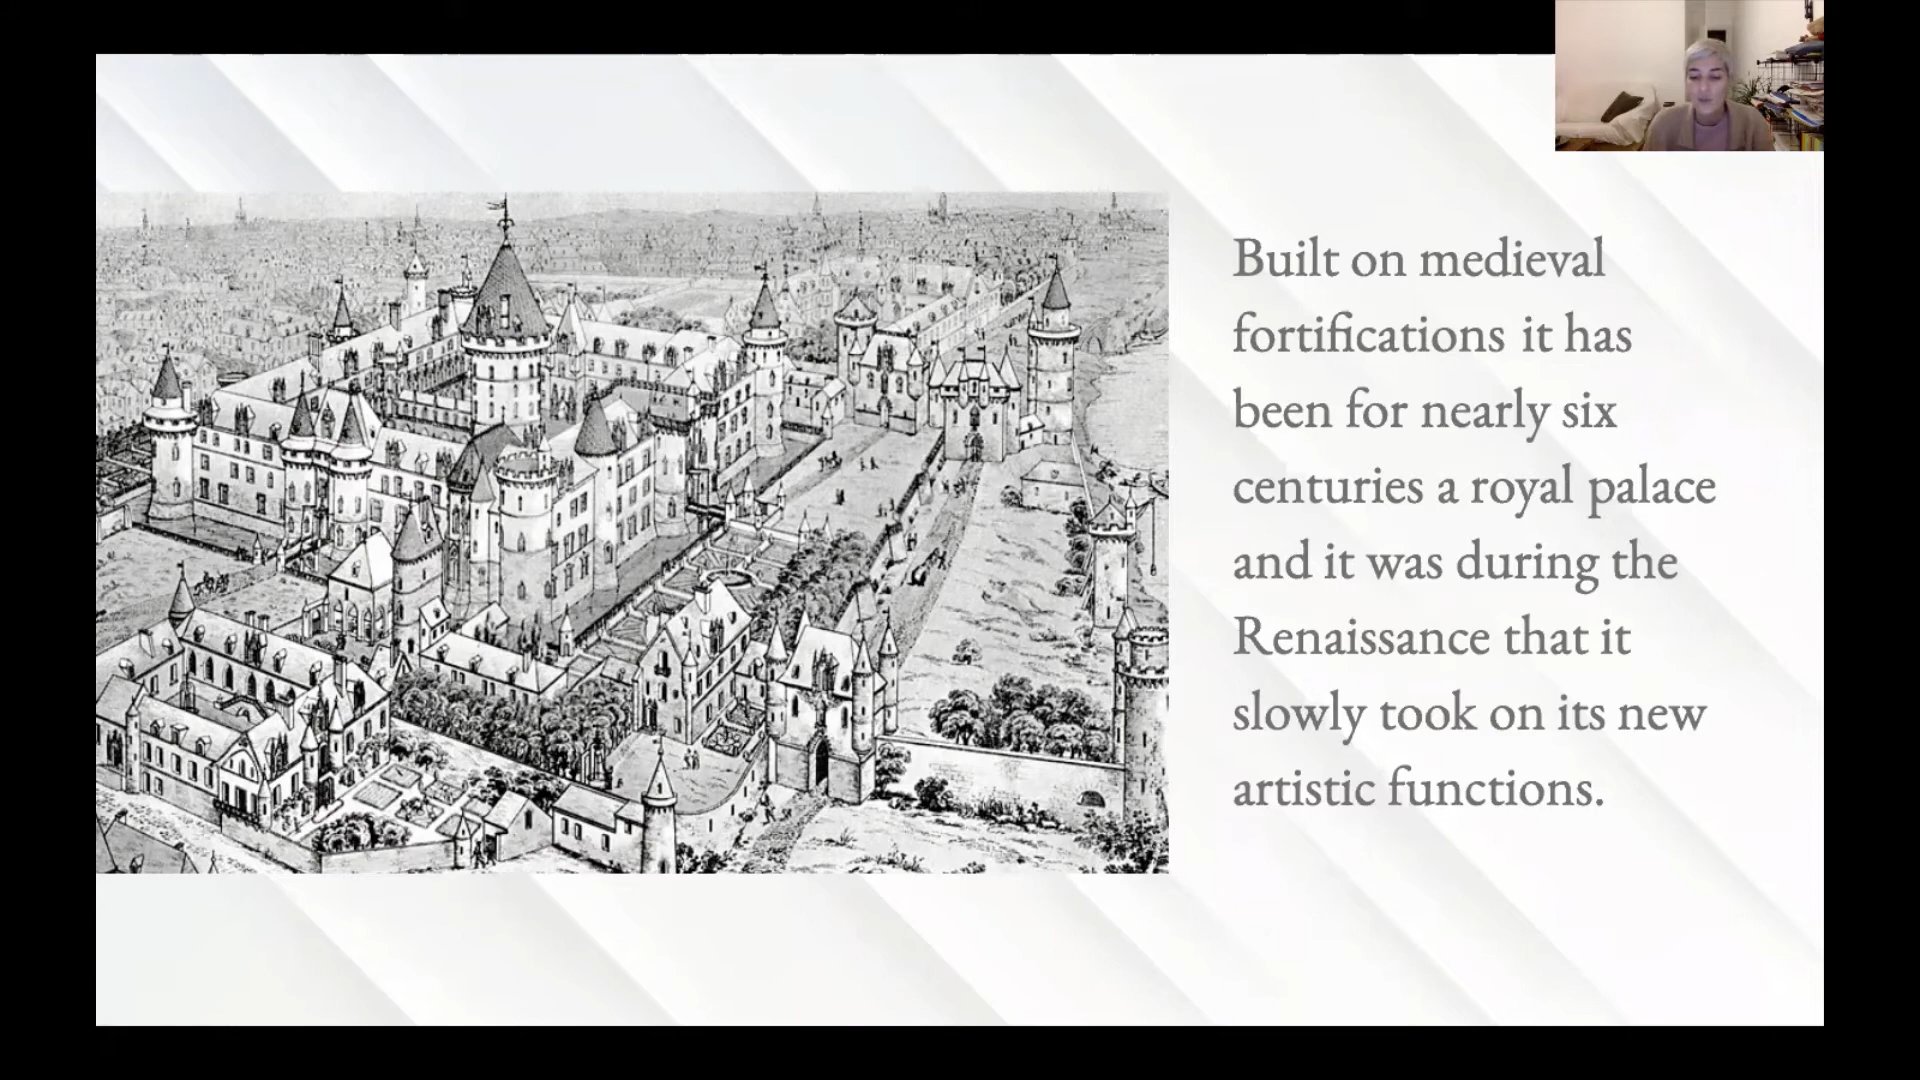 Built on medieval
fortifications it has
been for nearly six
centuries a royal palace
and it was during the
Renaissance that it
slowly took on its new
artistic functions.